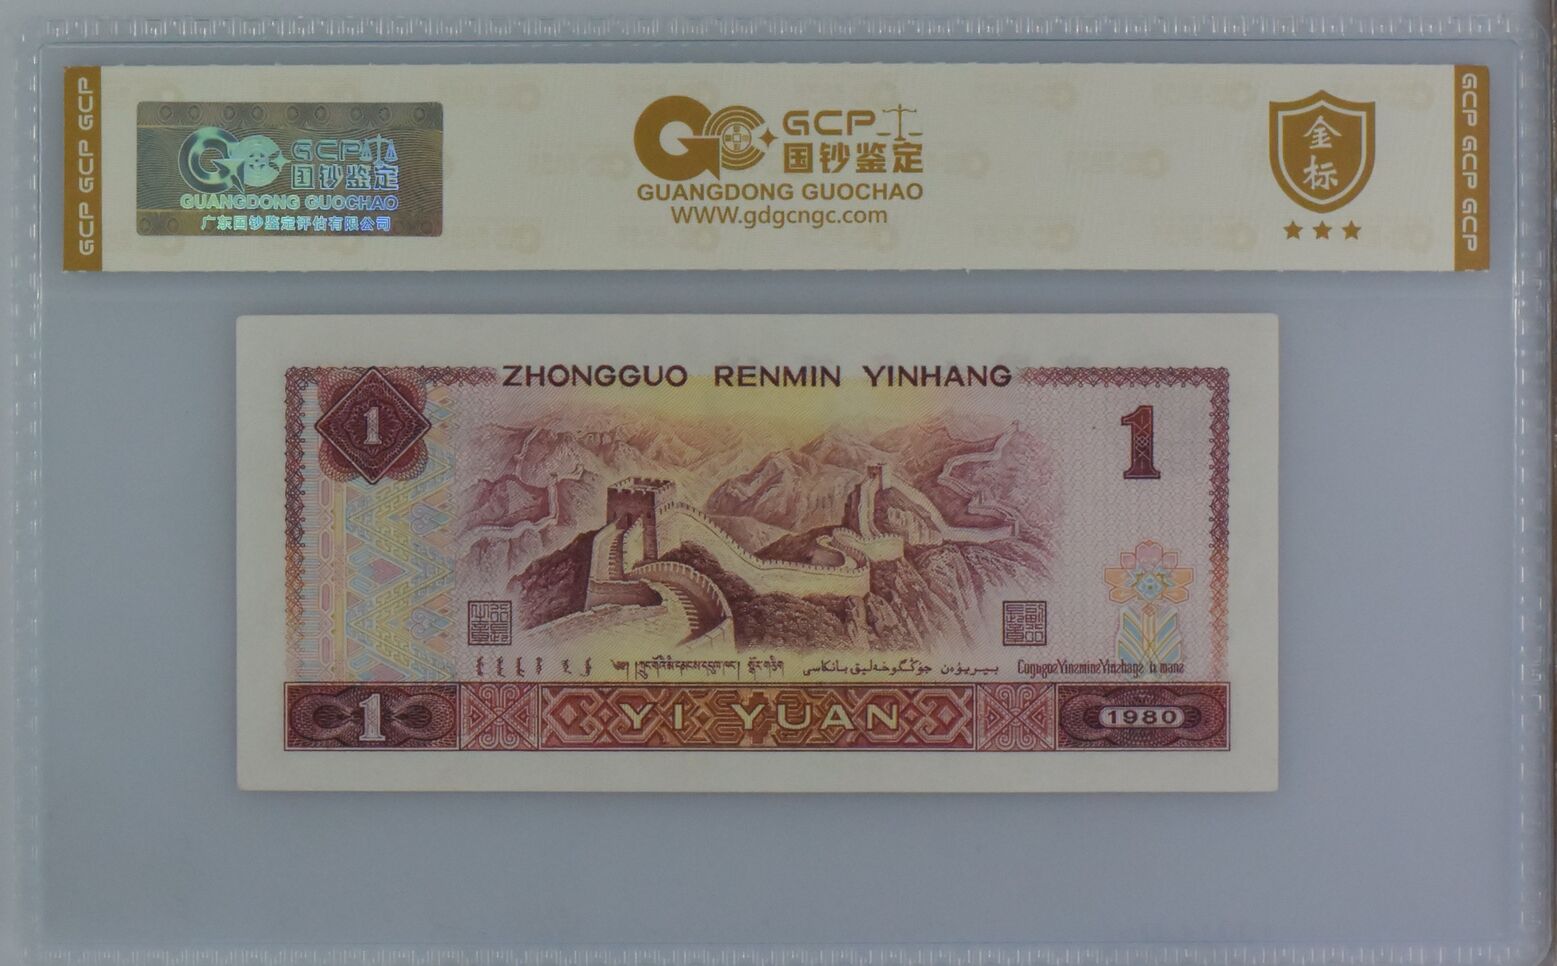 GCP GCP GCP
GCP
国钞鉴定
GUANGDONG GUOCHAO
广东国钞鉴定评估有限公司
GCP
国钞鉴定
GUANGDONG GUOCHAO
WWW.gdgcngc.com
金标
GCP GCP GCP
ZHONGGUO RENMIN YINHANG
1
1
YI YUAN
1
1980